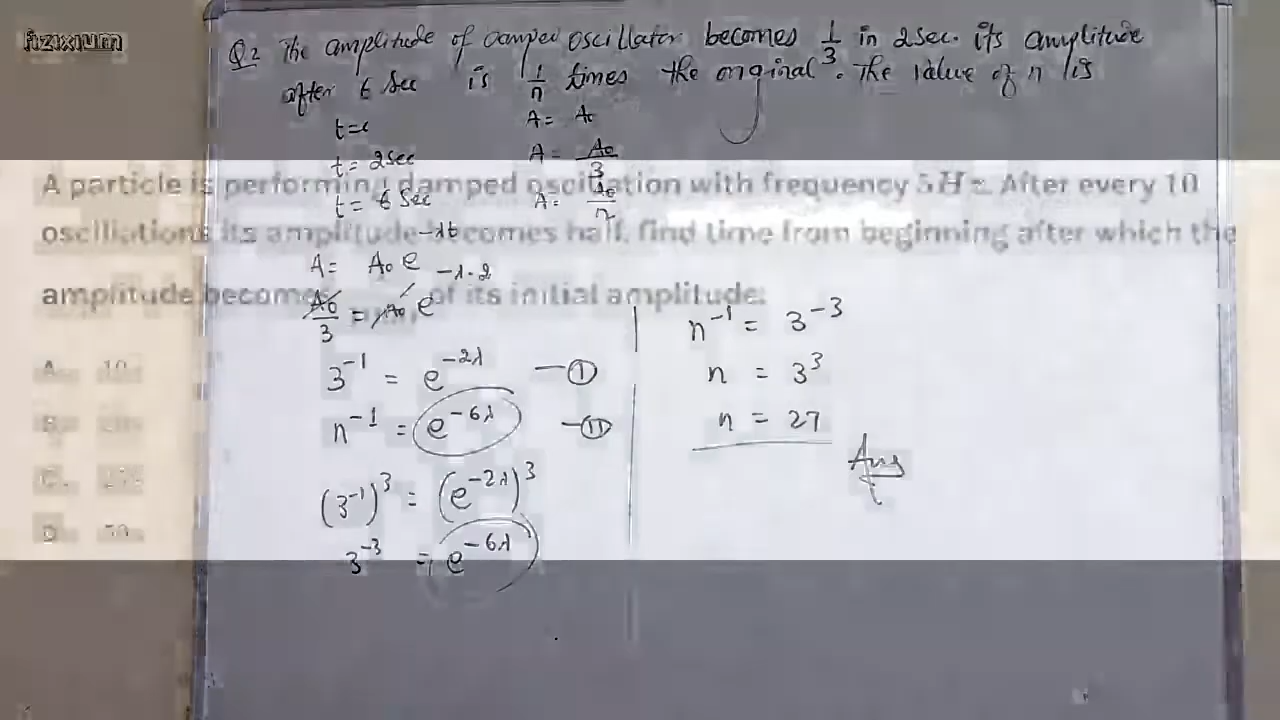 fizixium
Q.2 The amplitude of damped oscillator becomes 1/3 in 2sec. its amplitude
after 6 sec is 1/n times the original. The value of n is
t=0 A= A₀
t= 2sec A= A₀/3
A particle is performing damped oscillation with frequency 5Hz. After every 10
t= 6 Sec A= A₀/n
oscillations its amplitude becomes half. find time from beginning after which the
A= A₀ e^-λt
amplitude becomes of its initial amplitude:
A₀/3 = A₀ e^-λ·2
3^-1 = e^-2λ —(I)
n^-1 = e^-6λ —(II)
(3^-1)^3 = (e^-2λ)^3
3^-3 = e^-6λ
n^-1 = 3^-3
n = 3^3
n = 27
Ans
A.
B.
C.
D.